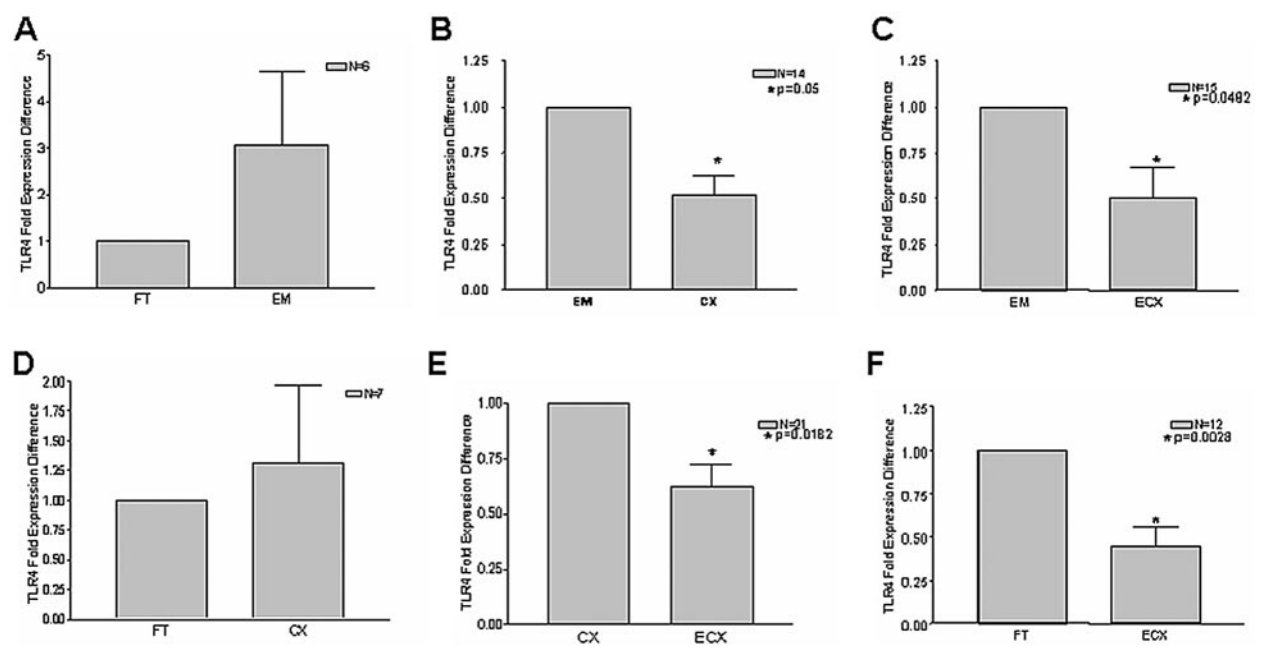 A
TLR4 Fold Expression Difference
5
4
3
2
1
0
N=6
FT EM
B
TLR4 Fold Expression Difference
1.25
1.00
0.75
0.50
0.25
0.00
N=14
* p=0.05
EM CX
C
TLR4 Fold Expression Difference
1.25
1.00
0.75
0.50
0.25
0.00
N=15
* p=0.0482
*
EM ECX
D
TLR4 Fold Expression Difference
2.00
1.75
1.50
1.25
1.00
0.75
0.50
0.25
0.00
N=7
FT CX
E
TLR4 Fold Expression Difference
1.00
0.75
0.50
0.25
0.00
N=21
* p=0.0182
*
CX ECX
F
TLR4 Fold Expression Difference
1.25
1.00
0.75
0.50
0.25
0.00
N=12
* p=0.0028
*
FT ECX